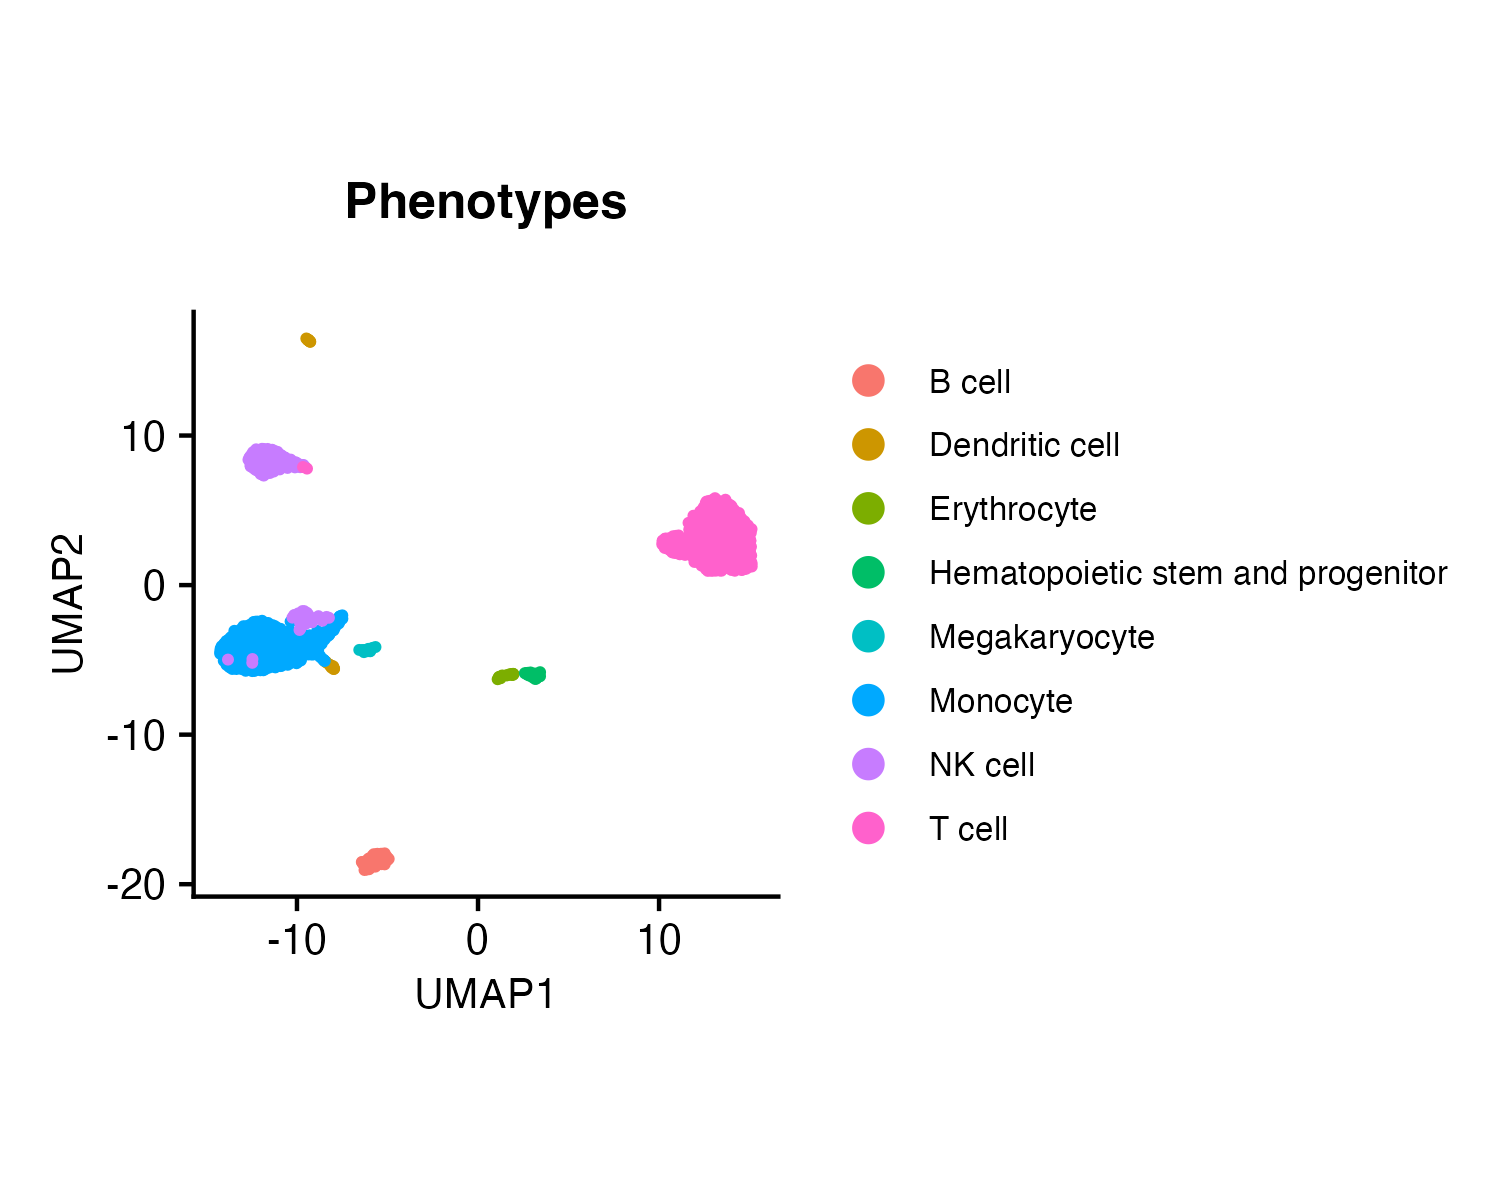 Phenotypes
UMAP2
10
0
-10
-20
-10
0
10
UMAP1
B cell
Dendritic cell
Erythrocyte
Hematopoietic stem and progenitor
Megakaryocyte
Monocyte
NK cell
T cell